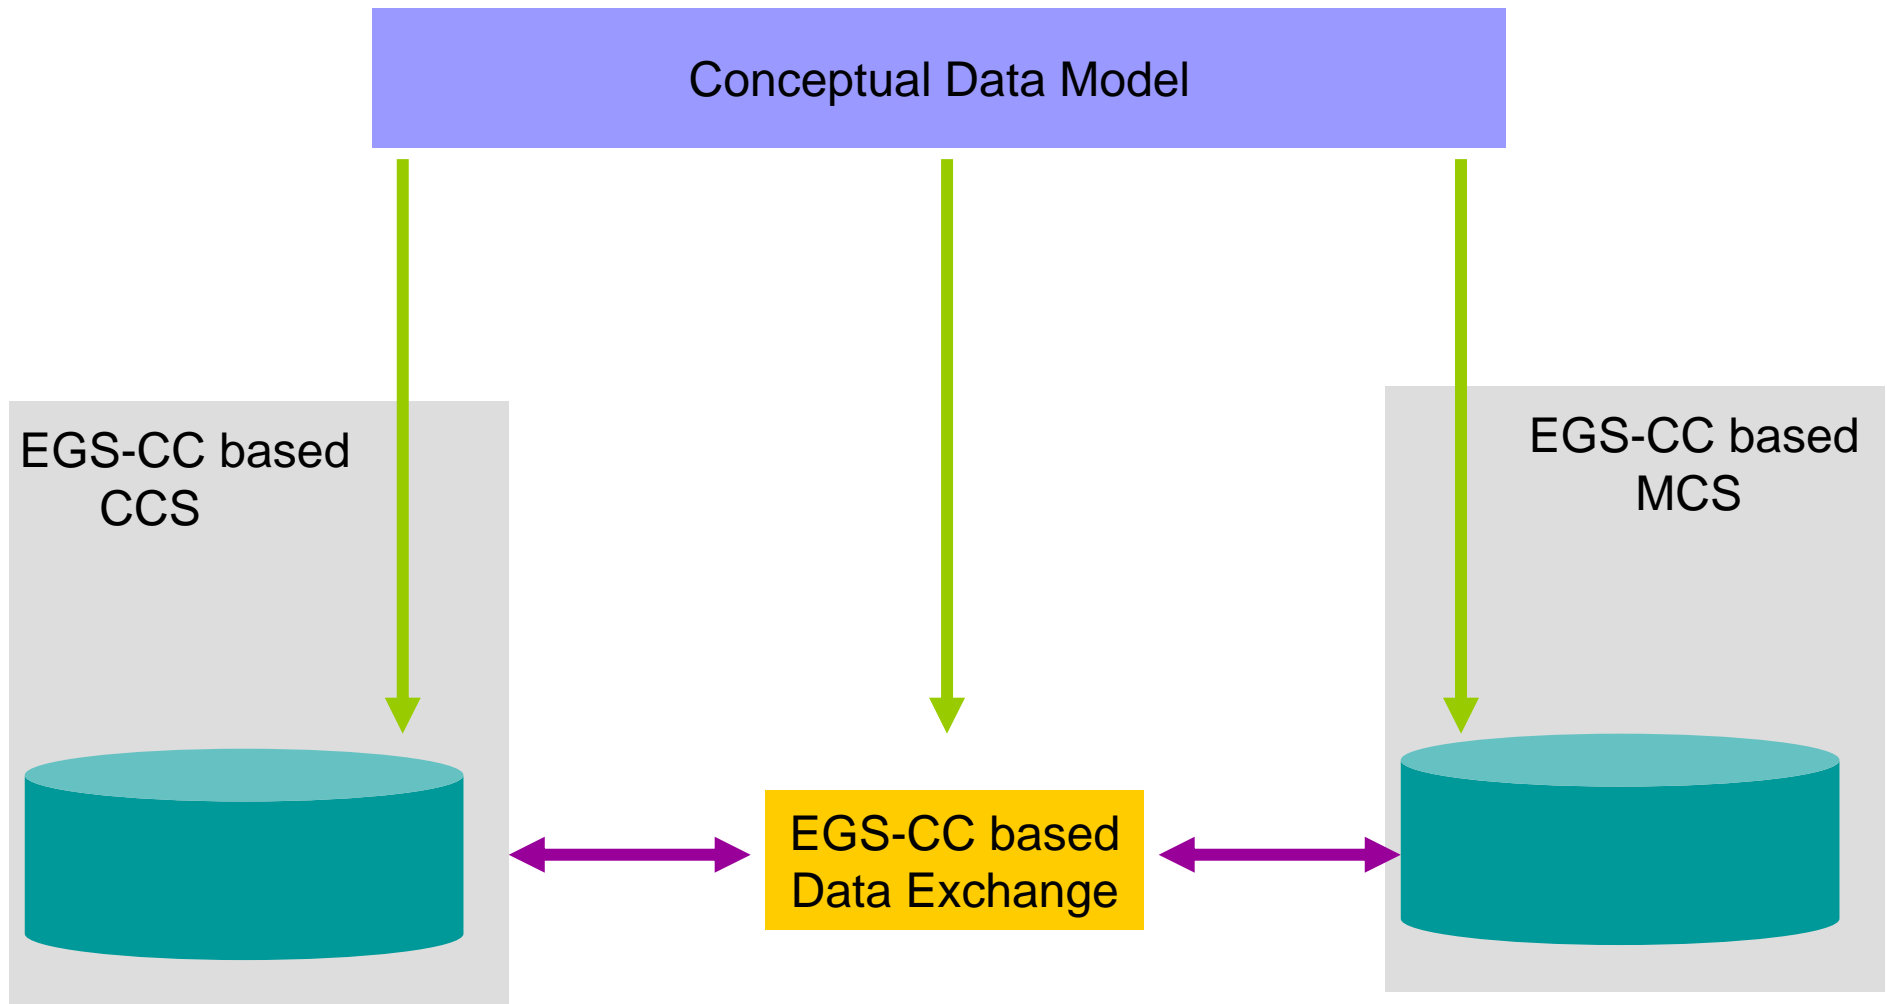 Conceptual Data Model
EGS-CC based
CCS
EGS-CC based
MCS
EGS-CC based
Data Exchange